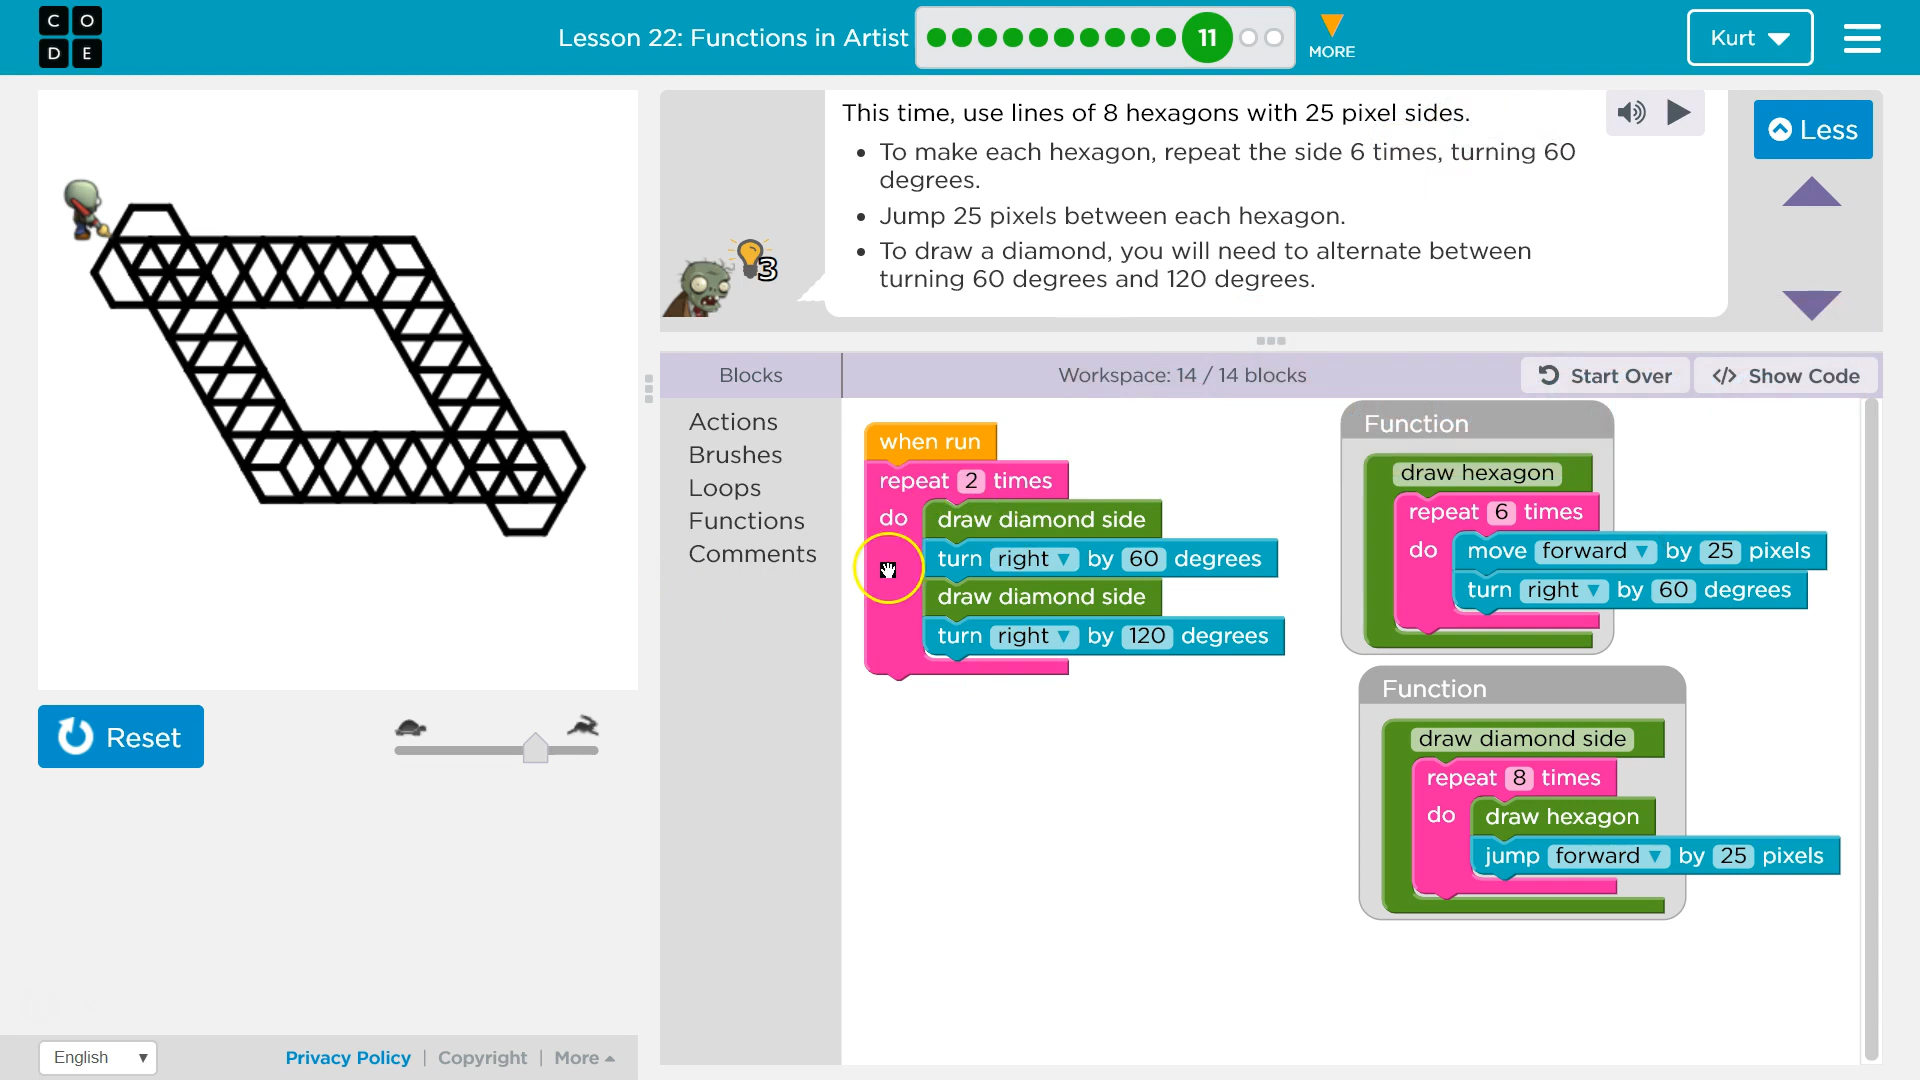 C O
D E
Lesson 22: Functions in Artist
11
MORE
Kurt
This time, use lines of 8 hexagons with 25 pixel sides.
• To make each hexagon, repeat the side 6 times, turning 60
degrees.
• Jump 25 pixels between each hexagon.
• To draw a diamond, you will need to alternate between
turning 60 degrees and 120 degrees.
3
Less
Blocks
Workspace: 14 / 14 blocks
Start Over
</> Show Code
Actions
Brushes
Loops
Functions
Comments
when run
repeat 2 times
do draw diamond side
turn right by 60 degrees
draw diamond side
turn right by 120 degrees
Function
draw hexagon
repeat 6 times
do move forward by 25 pixels
turn right by 60 degrees
Function
draw diamond side
repeat 8 times
do draw hexagon
jump forward by 25 pixels
Reset
English
Privacy Policy | Copyright | More